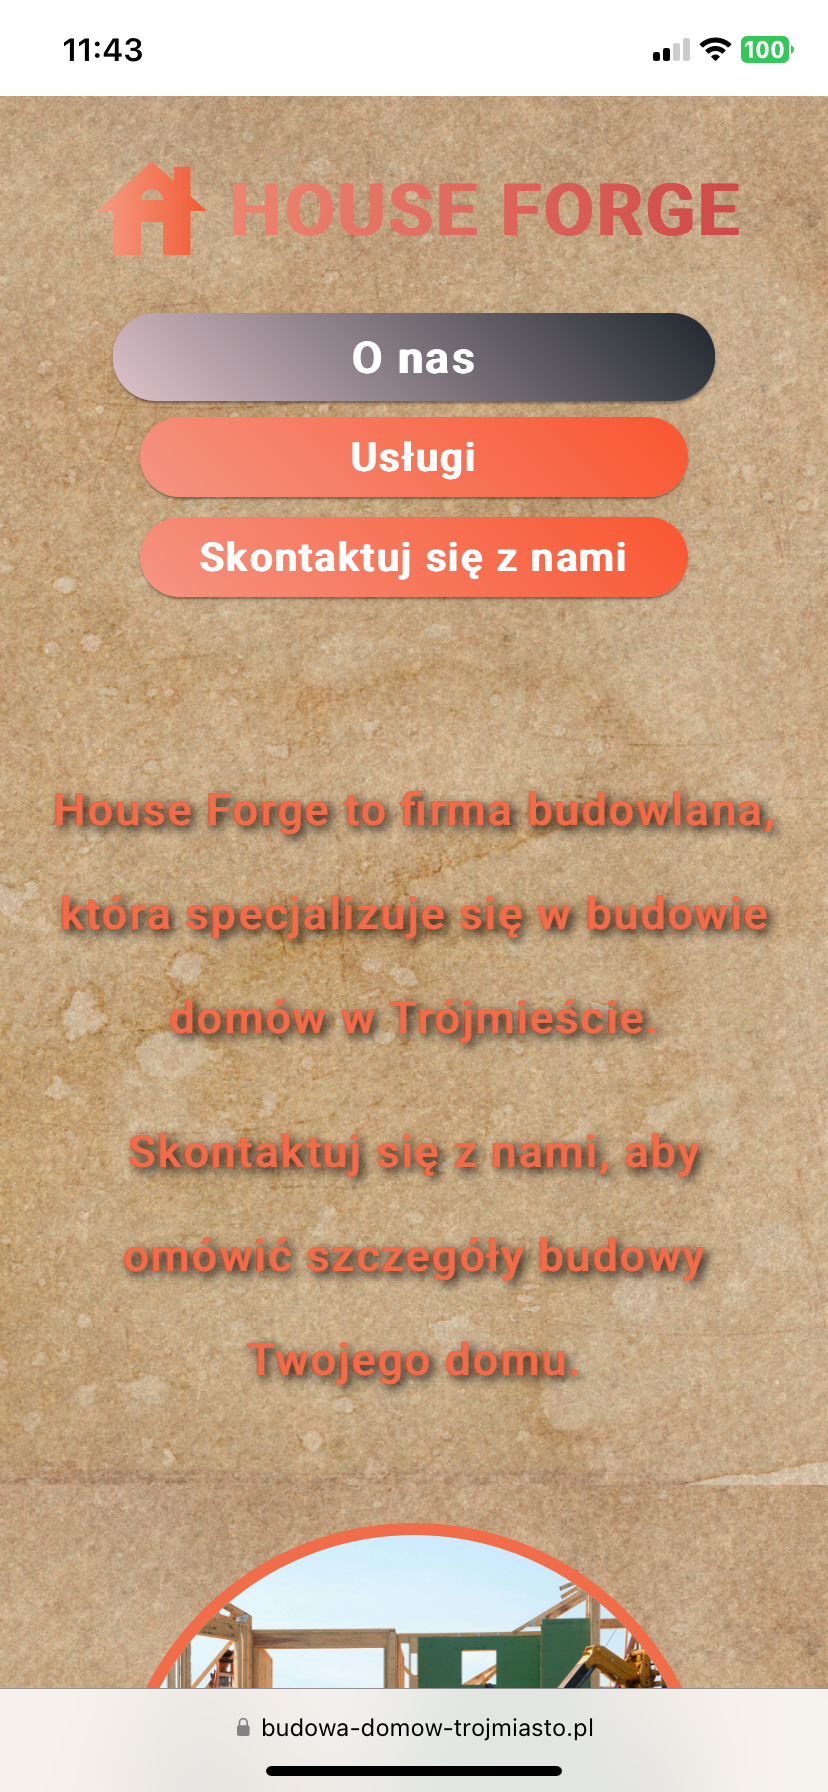 11:43
100
HOUSE FORGE
O nas
Usługi
Skontaktuj się z nami
House Forge to firma budowlana,
która specjalizuje się w budowie
domów w Trójmieście.
Skontaktuj się z nami, aby
omówić szczegóły budowy
Twojego domu.
budowa-domow-trojmiasto.pl